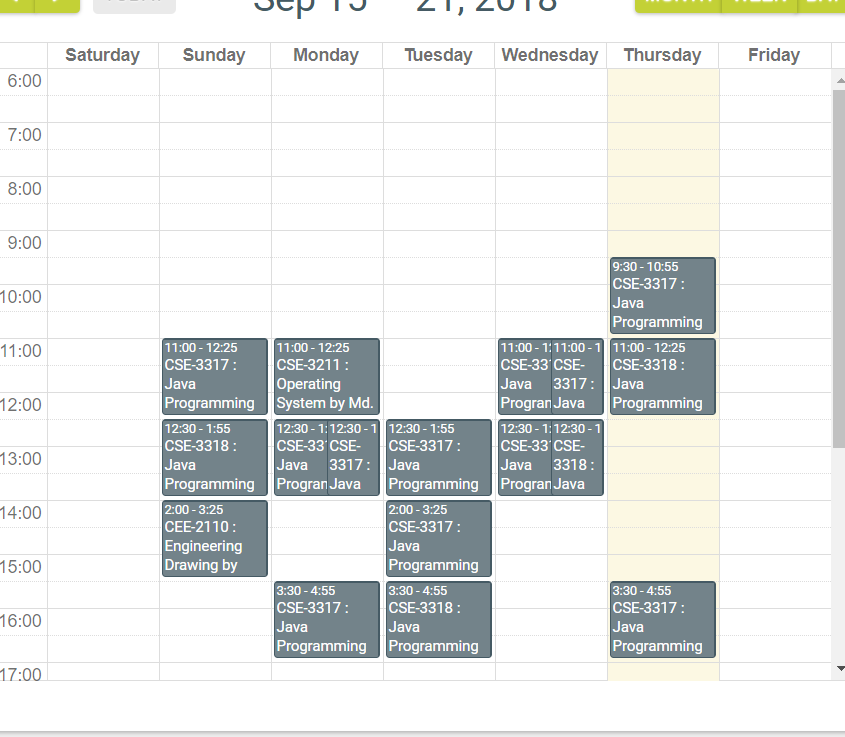 TODAY
Sep 15 21, 2018
MONTH WEEK DAY
Saturday Sunday Monday Tuesday Wednesday Thursday Friday
6:00
7:00
8:00
9:00
10:00
11:00
12:00
13:00
14:00
15:00
16:00
17:00
11:00 - 12:25
CSE-3317 :
Java
Programming
12:30 - 1:55
CSE-3318 :
Java
Programming
2:00 - 3:25
CEE-2110 :
Engineering
Drawing by
11:00 - 12:25
CSE-3211 :
Operating
System by Md.
12:30 - 1:
CSE-33
Java
Program
12:30 - 1
CSE-
3317 :
Java
3:30 - 4:55
CSE-3317 :
Java
Programming
12:30 - 1:55
CSE-3317 :
Java
Programming
2:00 - 3:25
CSE-3317 :
Java
Programming
3:30 - 4:55
CSE-3318 :
Java
Programming
11:00 - 1
CSE-33
Java
Program
11:00 - 1
CSE-
3317 :
Java
12:30 - 1:
CSE-33
Java
Program
12:30 - 1
CSE-
3318 :
Java
9:30 - 10:55
CSE-3317 :
Java
Programming
11:00 - 12:25
CSE-3318 :
Java
Programming
3:30 - 4:55
CSE-3317 :
Java
Programming